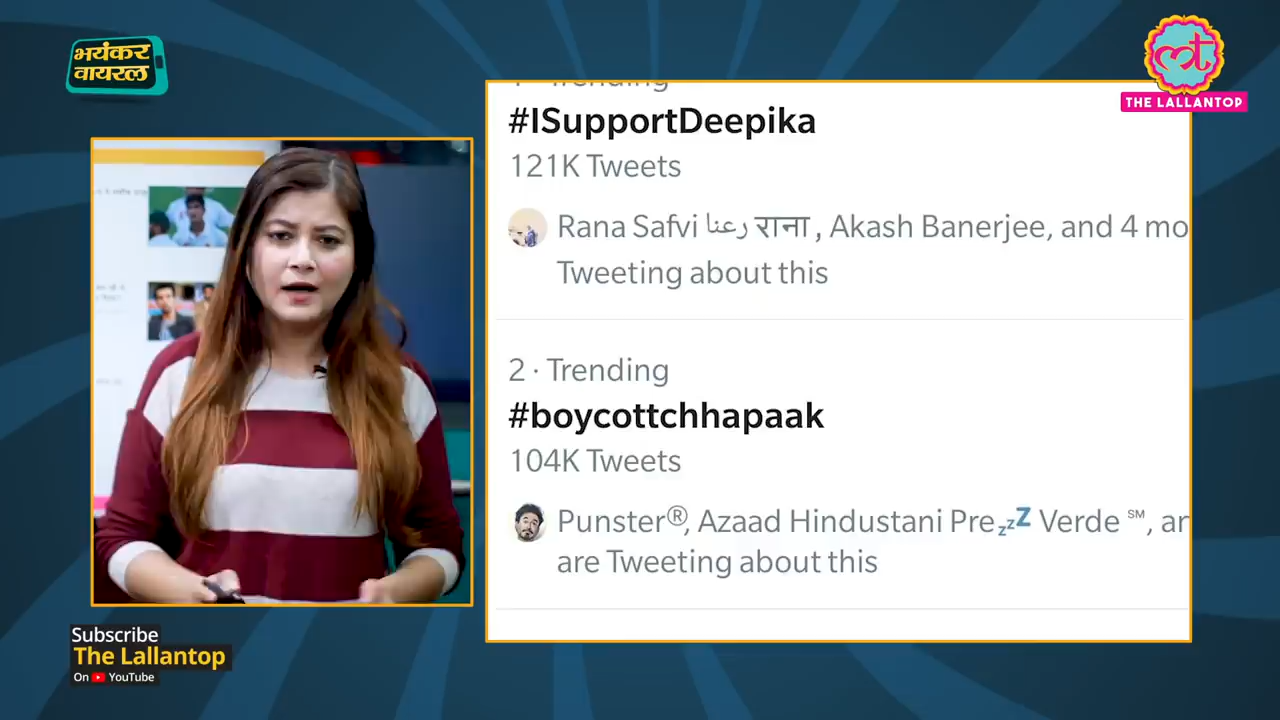 भयंकर
वायरल
THE LALLANTOP
Trending
#ISupportDeepika
121K Tweets
Rana Safvi رعنا राना , Akash Banerjee, and 4 mo
Tweeting about this
2 · Trending
#boycottchhapaak
104K Tweets
Punster®, Azaad Hindustani Pre💤 Verde ℠, ar
are Tweeting about this
Subscribe
The Lallantop
On YouTube